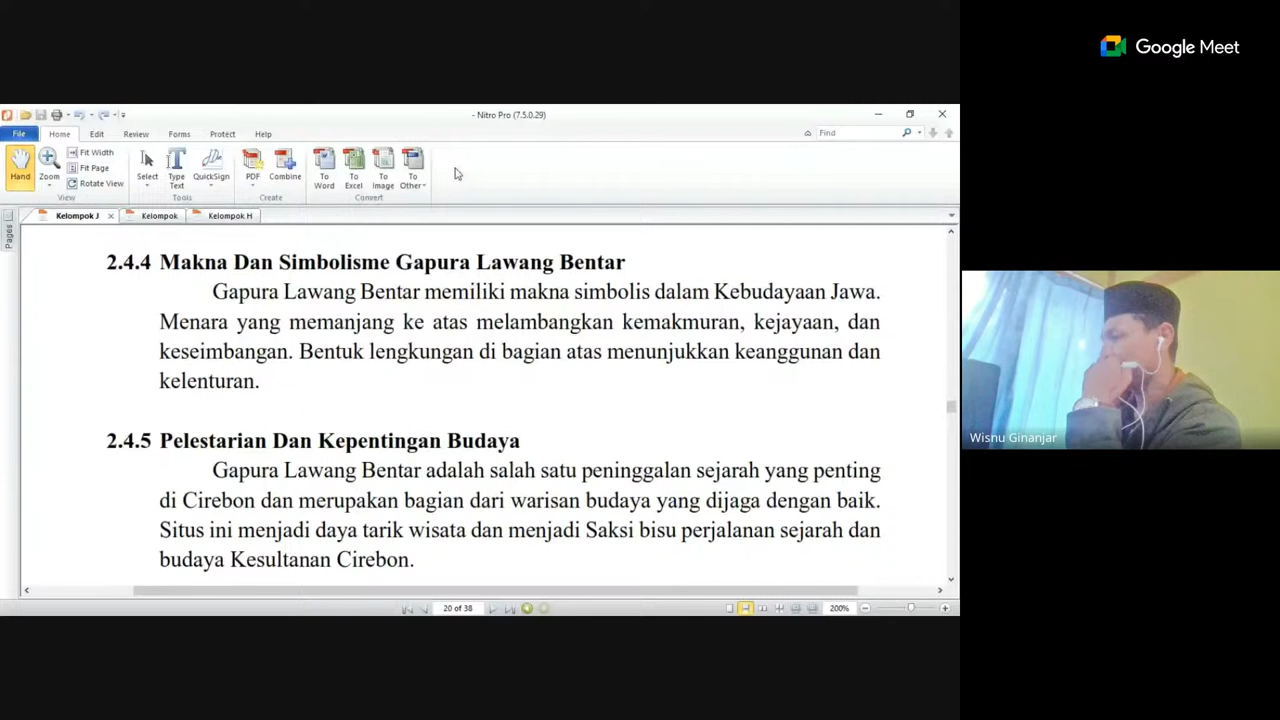 Google Meet
- Nitro Pro (7.5.0.29)
File Home Edit Review Forms Protect Help
Find
Hand Zoom Fit Width Fit Page Rotate View
Select Type Text QuickSign
PDF Combine
To Word To Excel To Image To Other
View Tools Create Convert
Kelompok J Kelompok Kelompok H
Pages
2.4.4 Makna Dan Simbolisme Gapura Lawang Bentar
Gapura Lawang Bentar memiliki makna simbolis dalam Kebudayaan Jawa.
Menara yang memanjang ke atas melambangkan kemakmuran, kejayaan, dan
keseimbangan. Bentuk lengkungan di bagian atas menunjukkan keanggunan dan
kelenturan.
2.4.5 Pelestarian Dan Kepentingan Budaya
Gapura Lawang Bentar adalah salah satu peninggalan sejarah yang penting
di Cirebon dan merupakan bagian dari warisan budaya yang dijaga dengan baik.
Situs ini menjadi daya tarik wisata dan menjadi Saksi bisu perjalanan sejarah dan
budaya Kesultanan Cirebon.
20 of 38
200%
Wisnu Ginanjar